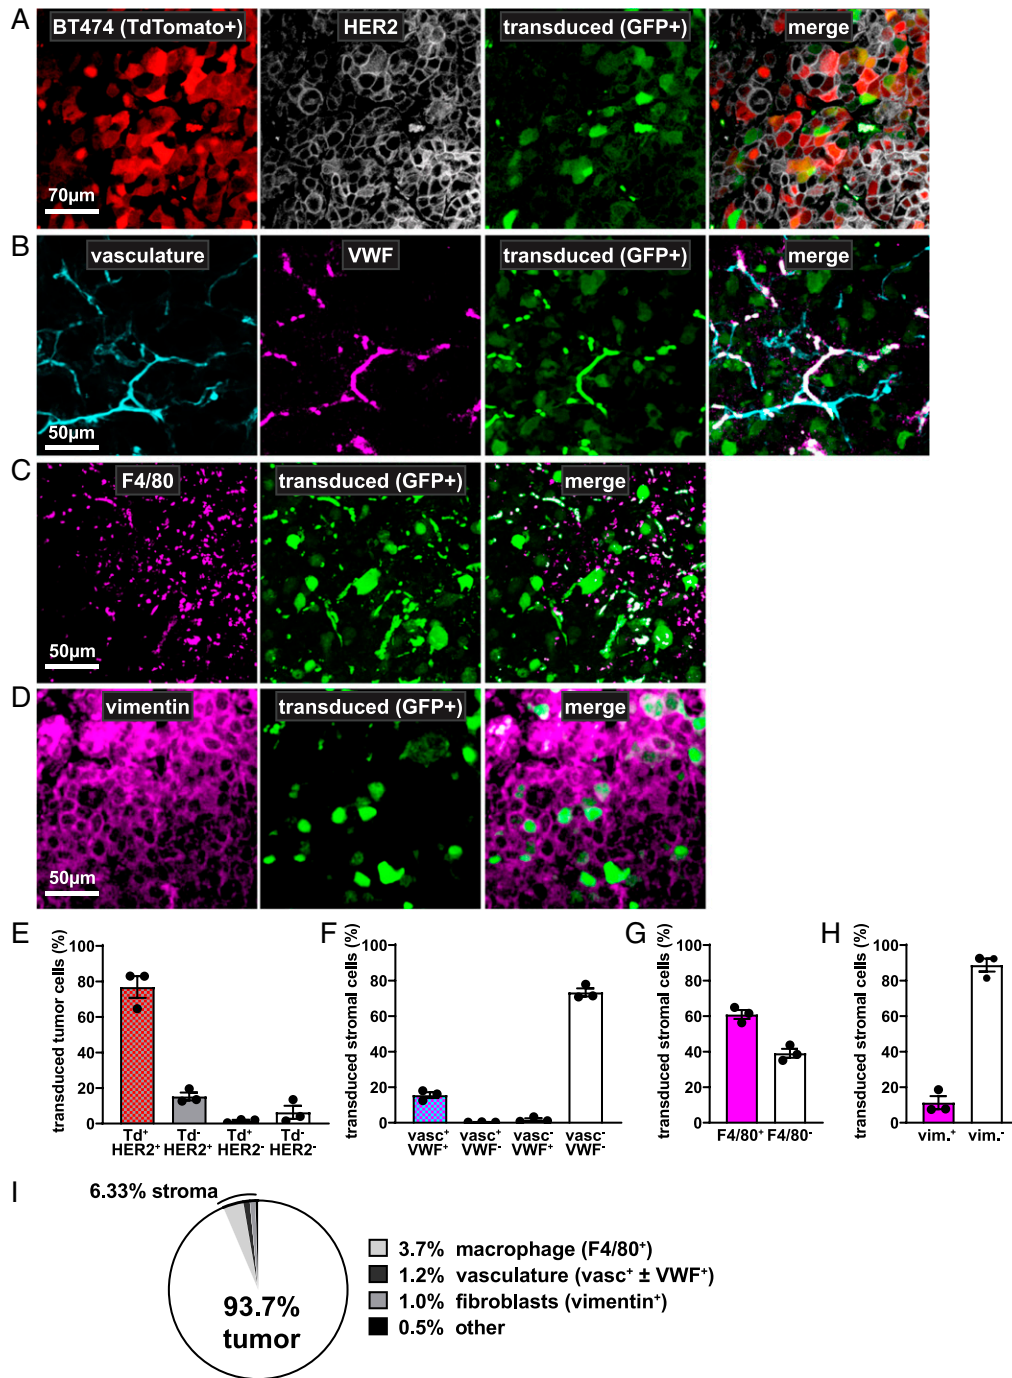 A
BT474 (TdTomato+)
HER2
transduced (GFP+)
merge
70µm
B
vasculature
VWF
transduced (GFP+)
merge
50µm
C
F4/80
transduced (GFP+)
merge
50µm
D
vimentin
transduced (GFP+)
merge
50µm
E
transduced tumor cells (%)
100
80
60
40
20
0
Td⁺ HER2⁺
Td⁻ HER2⁺
Td⁺ HER2⁻
Td⁻ HER2⁻
F
transduced stromal cells (%)
100
80
60
40
20
0
vasc⁺ VWF⁺
vasc⁺ VWF⁻
vasc⁻ VWF⁺
vasc⁻ VWF⁻
G
transduced stromal cells (%)
100
80
60
40
20
0
F4/80⁺ F4/80⁻
H
transduced stromal cells (%)
100
80
60
40
20
0
vim.⁺ vim.⁻
I
6.33% stroma
93.7% tumor
3.7% macrophage (F4/80⁺)
1.2% vasculature (vasc⁺ ± VWF⁺)
1.0% fibroblasts (vimentin⁺)
0.5% other